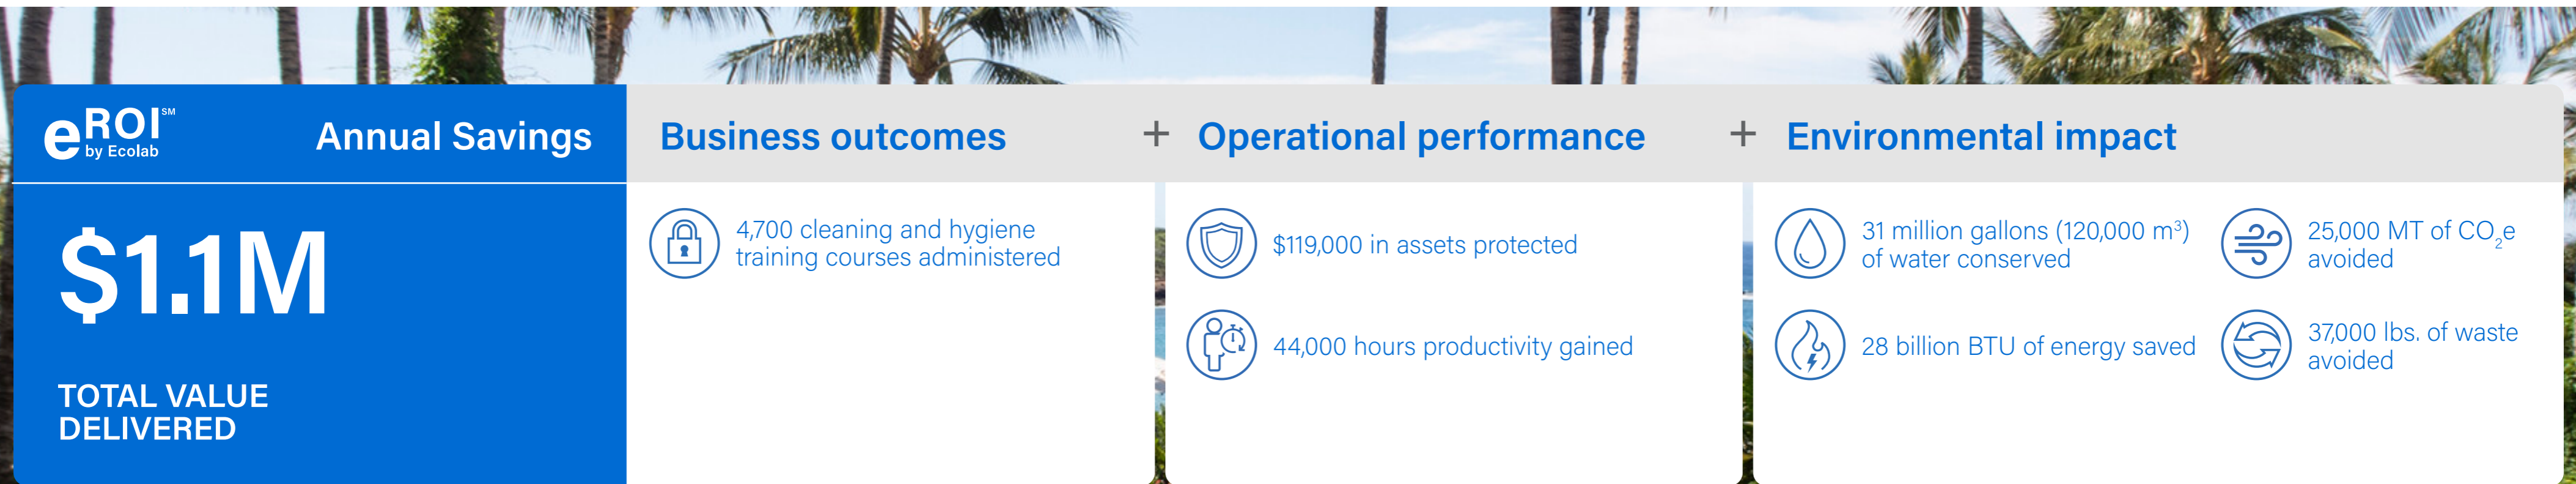 eROI SM
by Ecolab
Annual Savings
$1.1M
TOTAL VALUE
DELIVERED
Business outcomes
4,700 cleaning and hygiene
training courses administered
+
Operational performance
$119,000 in assets protected
44,000 hours productivity gained
+
Environmental impact
31 million gallons (120,000 m³)
of water conserved
28 billion BTU of energy saved
25,000 MT of CO₂e
avoided
37,000 lbs. of waste
avoided